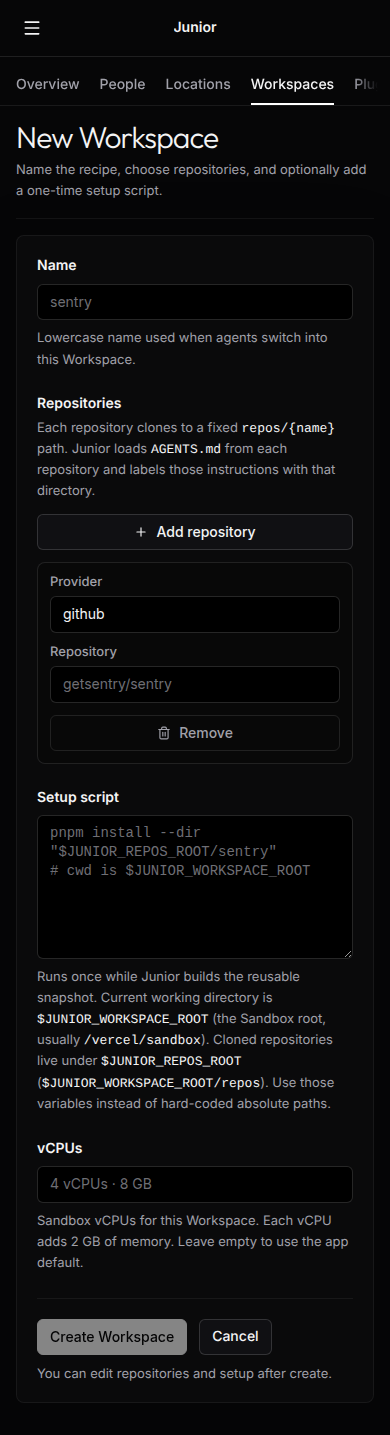 Junior
Overview People Locations Workspaces Plu
New Workspace
Name the recipe, choose repositories, and optionally add
a one-time setup script.
Name
sentry
Lowercase name used when agents switch into
this Workspace.
Repositories
Each repository clones to a fixed repos/{name}
path. Junior loads AGENTS.md from each
repository and labels those instructions with that
directory.
+ Add repository
Provider
github
Repository
getsentry/sentry
Remove
Setup script
pnpm install --dir
"$JUNIOR_REPOS_ROOT/sentry"
# cwd is $JUNIOR_WORKSPACE_ROOT
Runs once while Junior builds the reusable
snapshot. Current working directory is
$JUNIOR_WORKSPACE_ROOT (the Sandbox root,
usually /vercel/sandbox). Cloned repositories
live under $JUNIOR_REPOS_ROOT
($JUNIOR_WORKSPACE_ROOT/repos). Use those
variables instead of hard-coded absolute paths.
vCPUs
4 vCPUs · 8 GB
Sandbox vCPUs for this Workspace. Each vCPU
adds 2 GB of memory. Leave empty to use the app
default.
Create Workspace Cancel
You can edit repositories and setup after create.